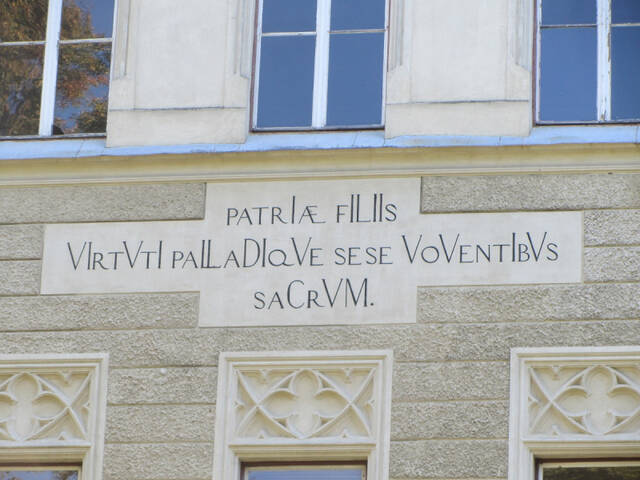 PATRIÆ FILIIS
VIRTVTI PALLADIQVE SESE VOVENTIBVS
SACRVM.